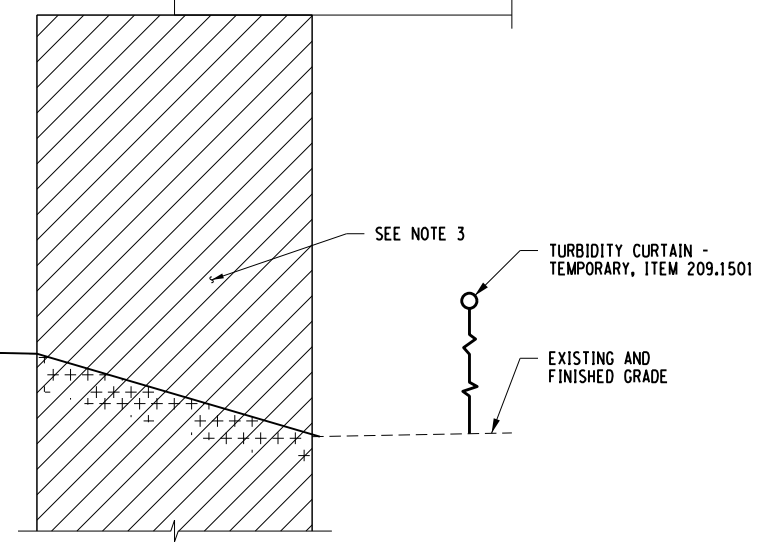 SEE NOTE 3
TURBIDITY CURTAIN -
TEMPORARY, ITEM 209.1501
EXISTING AND
FINISHED GRADE